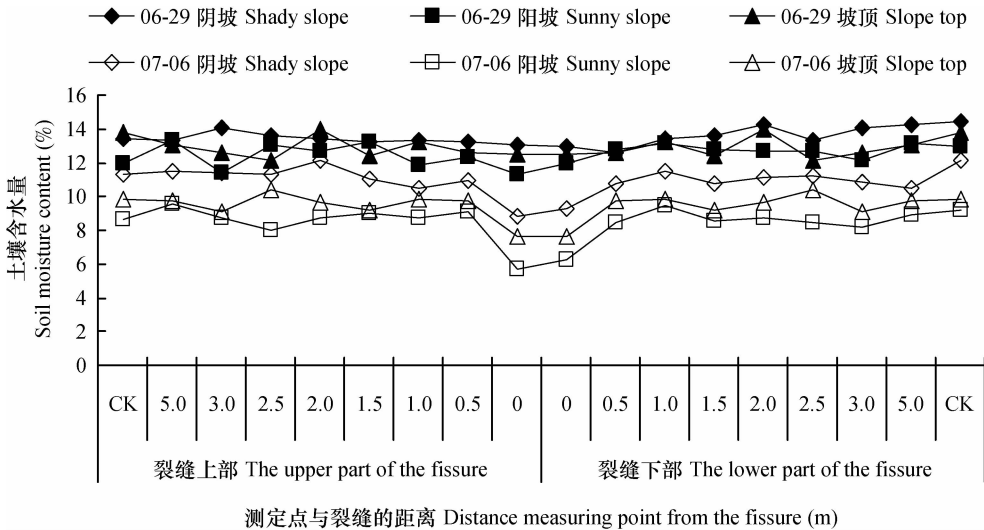 06-29 阴坡 Shady slope 06-29 阳坡 Sunny slope 06-29 坡顶 Slope top
07-06 阴坡 Shady slope 07-06 阳坡 Sunny slope 07-06 坡顶 Slope top
土壤含水量
Soil moisture content (%)
16
14
12
10
8
6
4
2
0
CK 5.0 3.0 2.5 2.0 1.5 1.0 0.5 0 0 0.5 1.0 1.5 2.0 2.5 3.0 5.0 CK
裂缝上部 The upper part of the fissure 裂缝下部 The lower part of the fissure
测定点与裂缝的距离 Distance measuring point from the fissure (m)